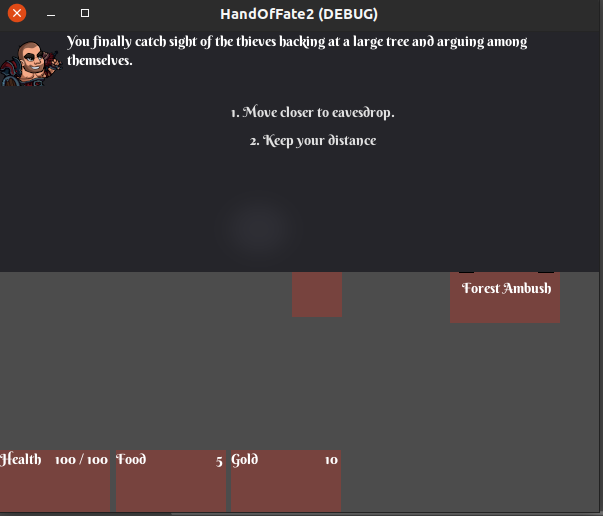 HandOfFate2 (DEBUG)
You finally catch sight of the thieves hacking at a large tree and arguing among
themselves.
1. Move closer to eavesdrop.
2. Keep your distance
Forest Ambush
Health 100 / 100 Food 5 Gold 10